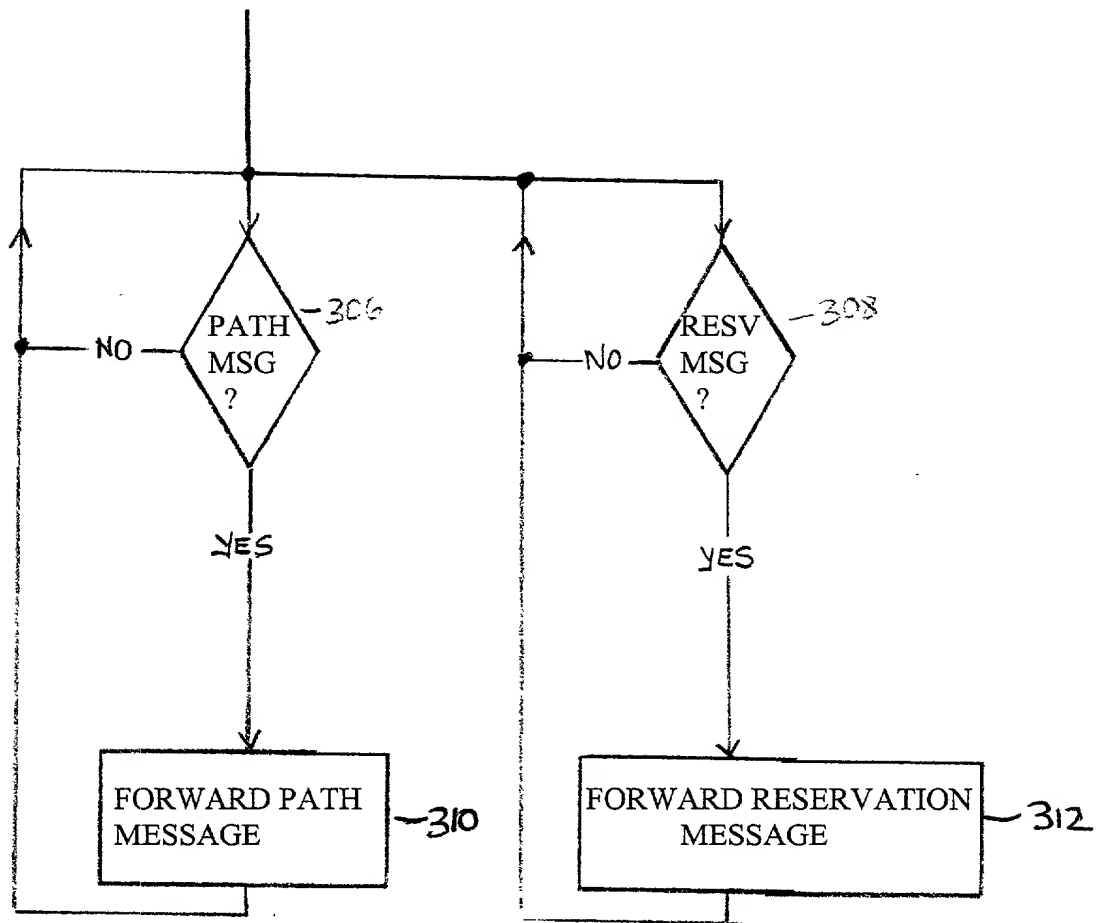 PATH
MSG
?
306
NO
YES
FORWARD PATH
MESSAGE
310
RESV
MSG
?
308
NO
YES
FORWARD RESERVATION
MESSAGE
312